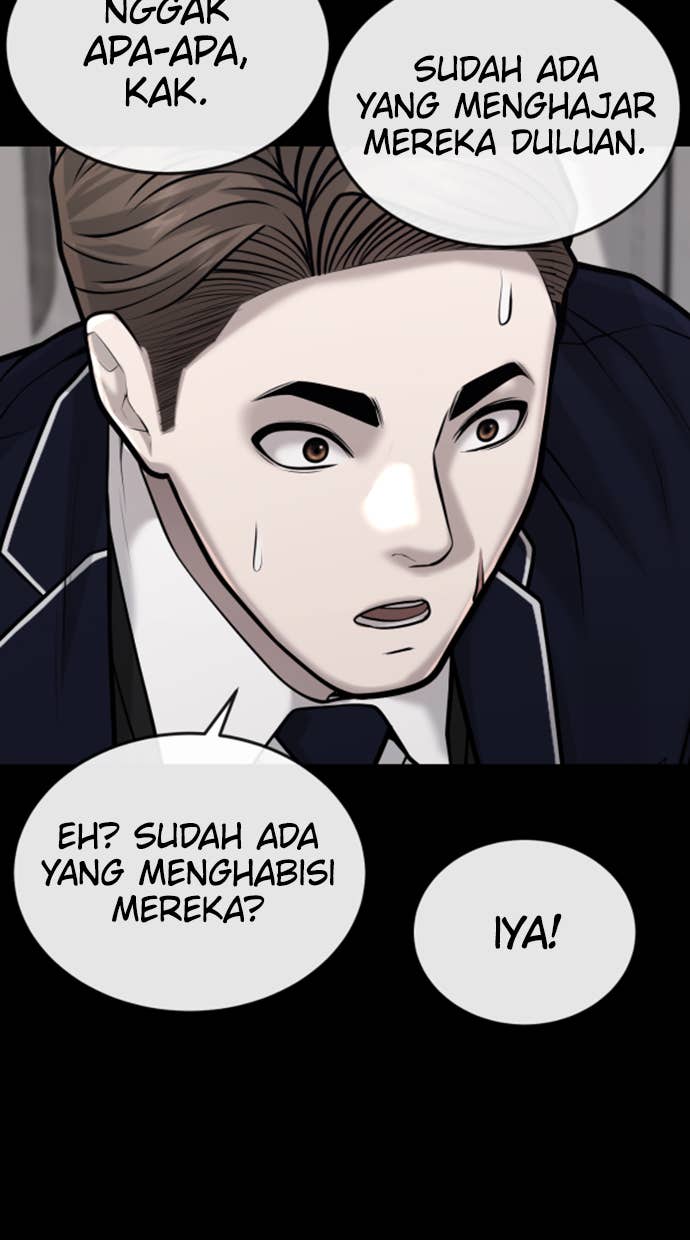 NGGAK
APA-APA,
KAK.
SUDAH ADA
YANG MENGHAJAR
MEREKA DULUAN.
EH? SUDAH ADA
YANG MENGHABISI
MEREKA?
IYA!